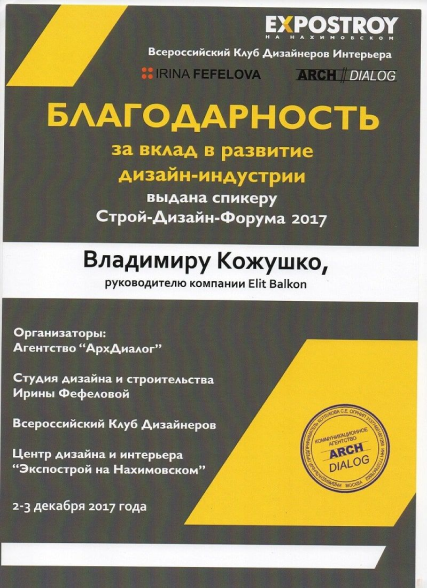 EXPOSTROY
НА НАХИМОВСКОМ
Всероссийский Клуб Дизайнеров Интерьера
IRINA FEFELOVA ARCH DIALOG
БЛАГОДАРНОСТЬ
за вклад в развитие
дизайн-индустрии
выдана спикеру
Строй-Дизайн-Форума 2017
Владимиру Кожушко,
руководителю компании Elit Balkon
Организаторы:
Агентство “АрхДиалог”
Студия дизайна и строительства
Ирины Фефеловой
Всероссийский Клуб Дизайнеров
Центр дизайна и интерьера
“Экспострой на Нахимовском”
2-3 декабря 2017 года
КОММУНИКАЦИОННОЕ
АГЕНТСТВО
ARCH
DIALOG
МОСКВА